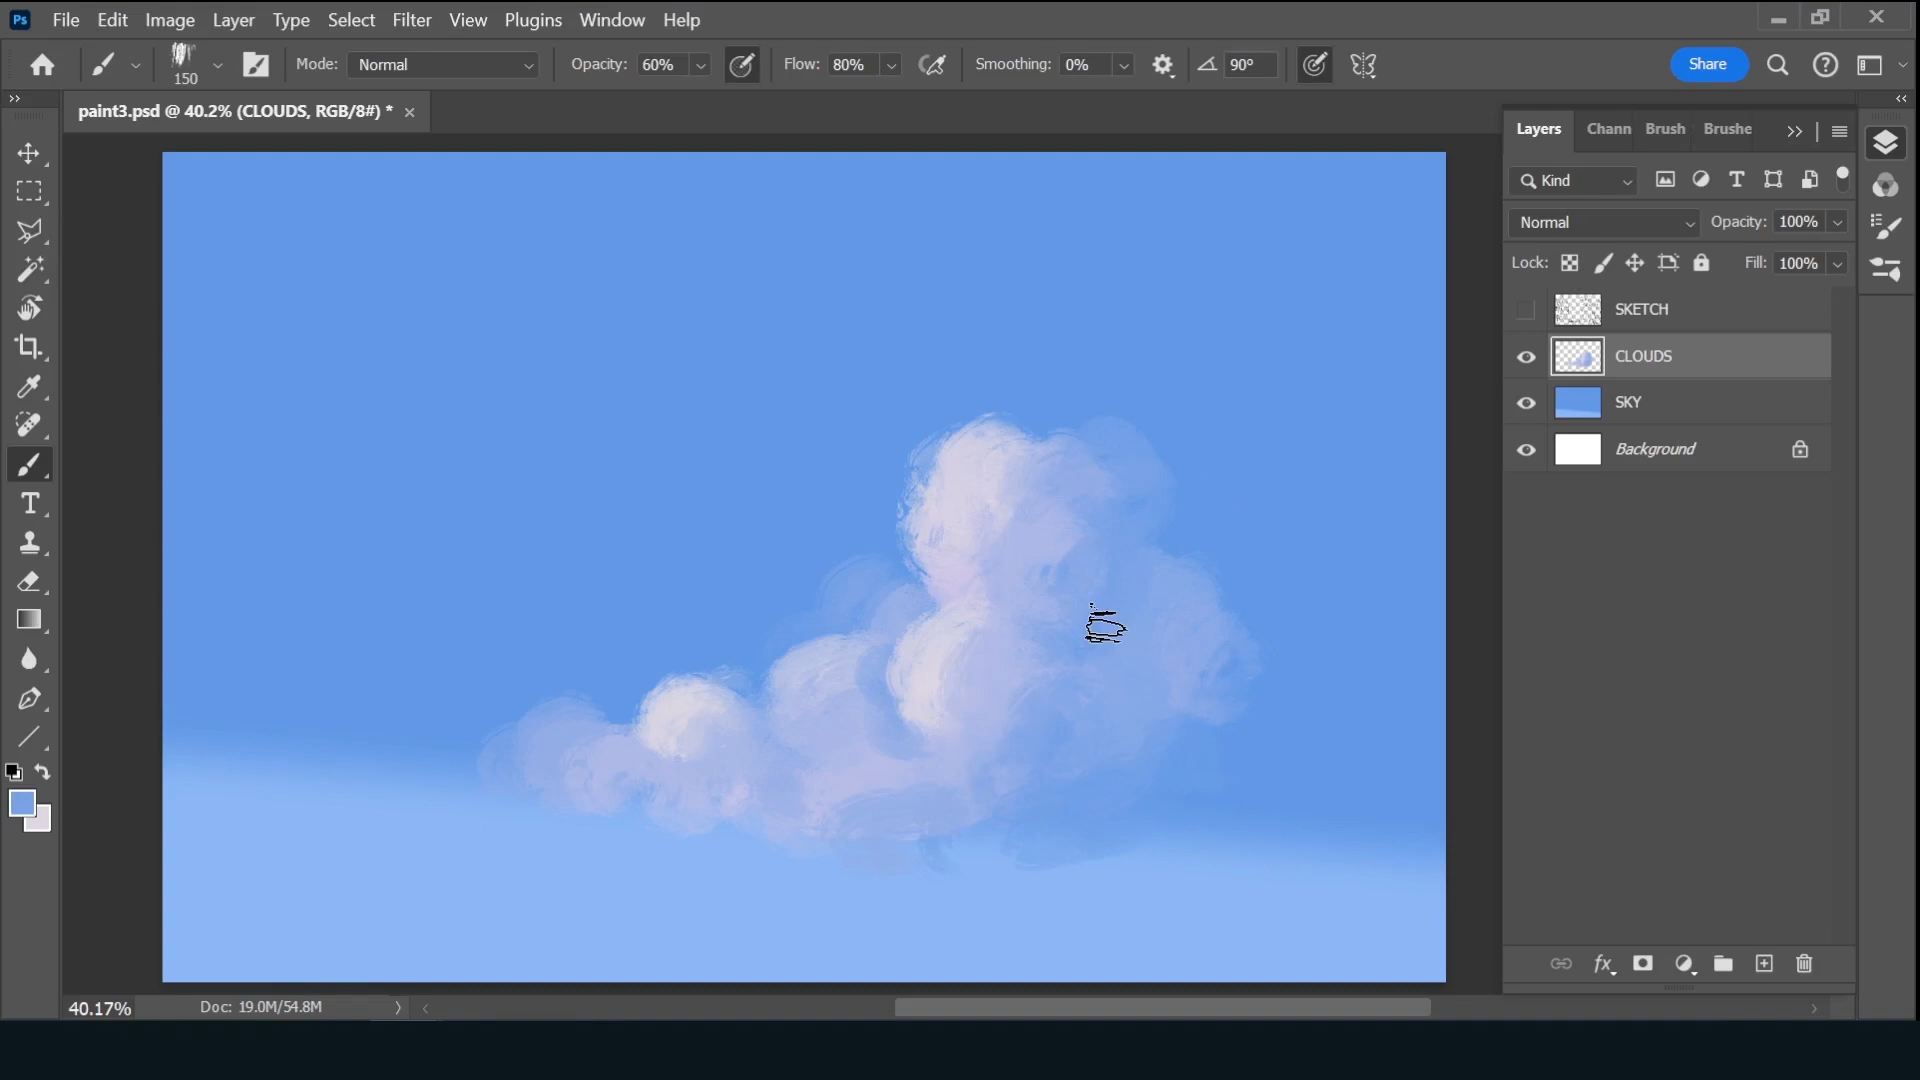 Ps File Edit Image Layer Type Select Filter View Plugins Window Help
150 Mode: Normal Opacity: 60% Flow: 80% Smoothing: 0% 90° Share
paint3.psd @ 40.2% (CLOUDS, RGB/8#) *
Layers Chann Brush Brushe
Kind
Normal Opacity: 100%
Lock: Fill: 100%
SKETCH
CLOUDS
SKY
Background
fx
40.17% Doc: 19.0M/54.8M